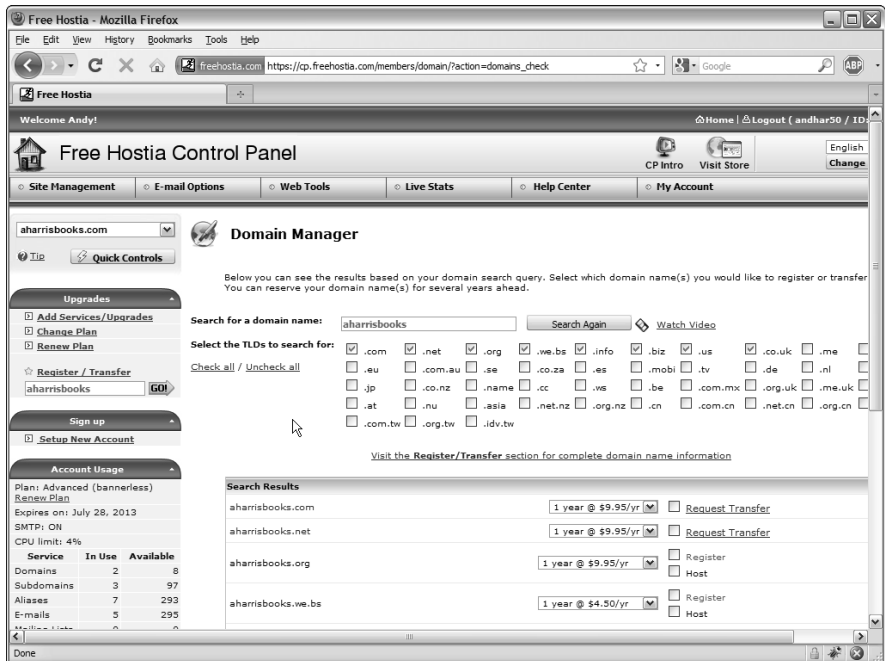 Free Hostia - Mozilla Firefox
File Edit View History Bookmarks Tools Help
freehostia.com https://cp.freehostia.com/members/domain/?action=domains_check
Google
ABP
Free Hostia
Welcome Andy!
Home | Logout ( andhar50 / ID:
Free Hostia Control Panel
CP Intro
Visit Store
English
Change
Site Management
E-mail Options
Web Tools
Live Stats
Help Center
My Account
aharrisbooks.com
Tip
Quick Controls
Upgrades
Add Services/Upgrades
Change Plan
Renew Plan
Register / Transfer
aharrisbooks GO!
Sign up
Setup New Account
Account Usage
Plan: Advanced (bannerless)
Renew Plan
Expires on: July 28, 2013
SMTP: ON
CPU limit: 4%
Service In Use Available
Domains 2 8
Subdomains 3 97
Aliases 7 293
E-mails 5 295
Mailing Lists 0 0
Domain Manager
Below you can see the results based on your domain search query. Select which domain name(s) you would like to register or transfer
You can reserve your domain name(s) for several years ahead.
Search for a domain name: aharrisbooks Search Again Watch Video
Select the TLDs to search for:
Check all / Uncheck all
.com .net .org .we.bs .info .biz .us .co.uk .me
.eu .com.au .se .co.za .es .mobi .tv .de .nl
.jp .co.nz .name .cc .ws .be .com.mx .org.uk .me.uk
.at .nu .asia .net.nz .org.nz .cn .com.cn .net.cn .org.cn
.com.tw .org.tw .idv.tw
Visit the Register/Transfer section for complete domain name information
Search Results
aharrisbooks.com 1 year @ $9.95/yr Request Transfer
aharrisbooks.net 1 year @ $9.95/yr Request Transfer
aharrisbooks.org 1 year @ $9.95/yr Register
Host
aharrisbooks.we.bs 1 year @ $4.50/yr Register
Host
Done